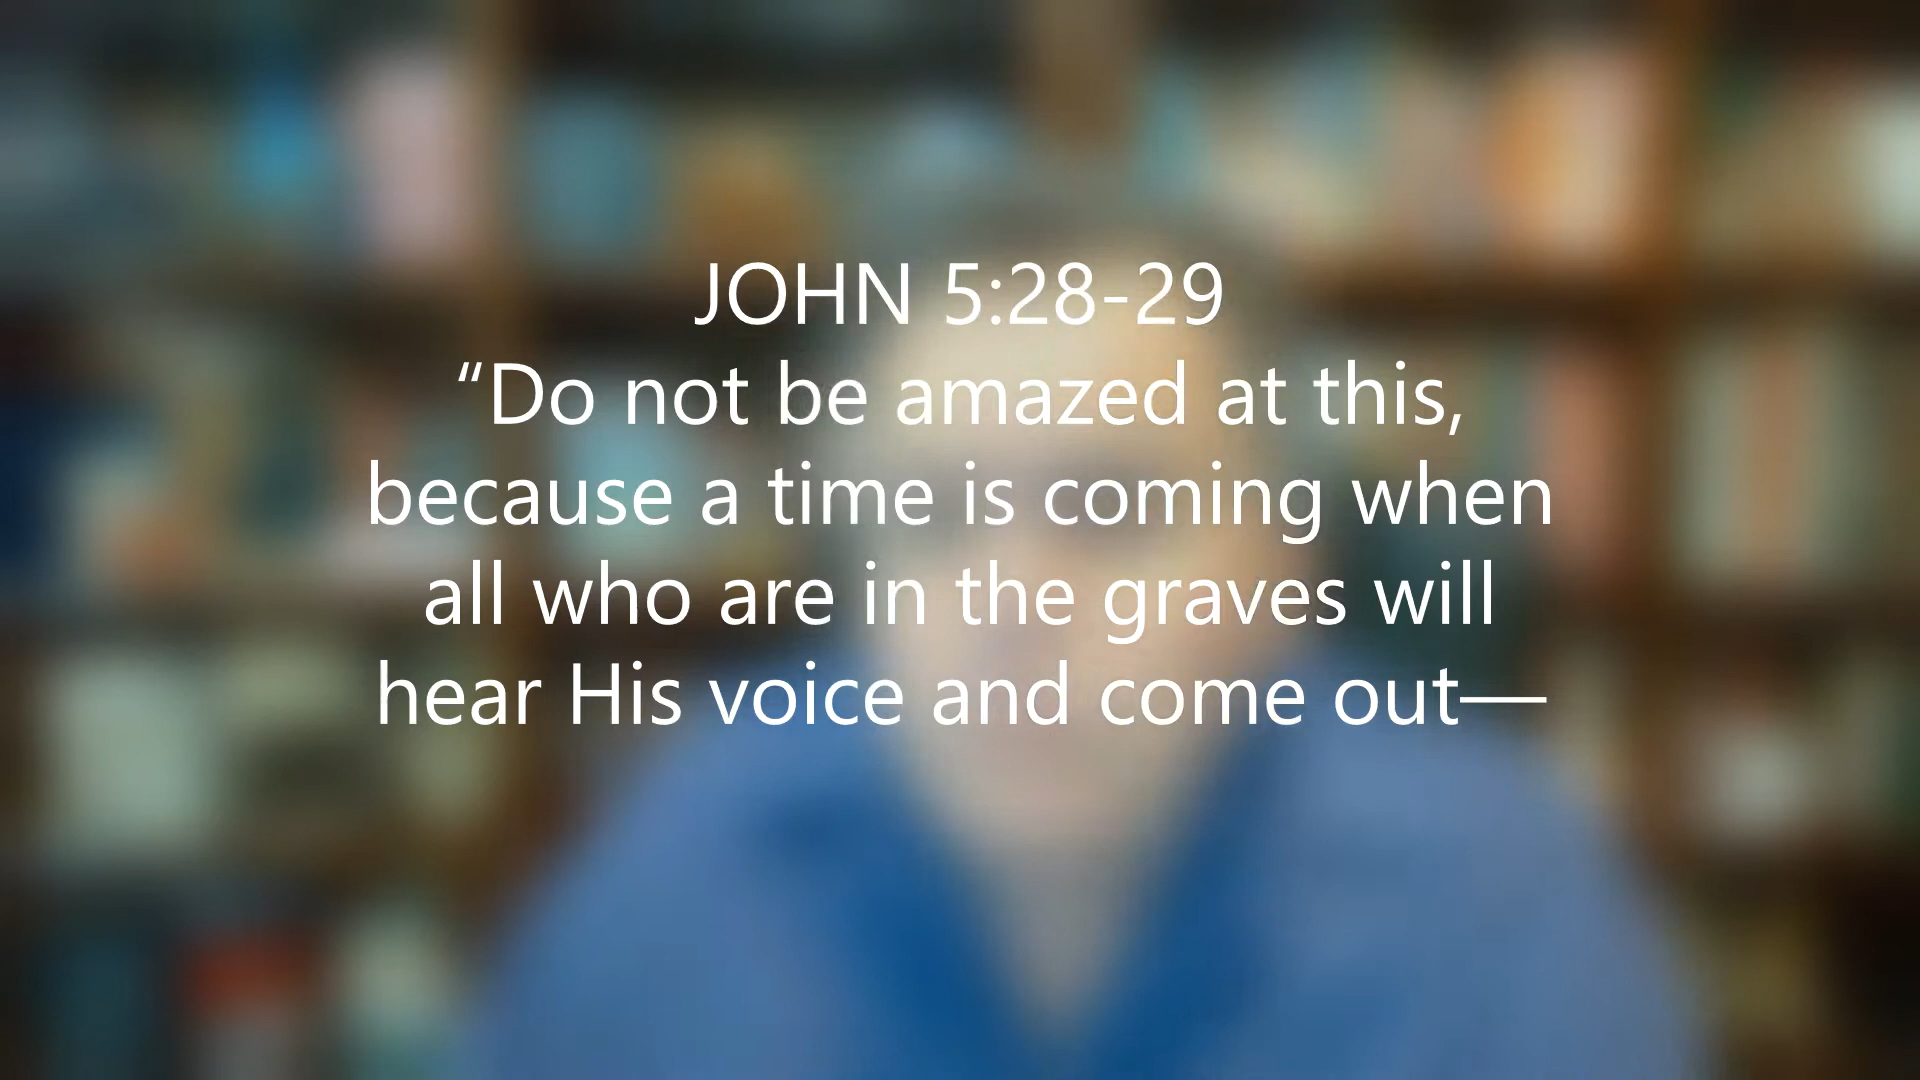 JOHN 5:28-29
“Do not be amazed at this,
because a time is coming when
all who are in the graves will
hear His voice and come out—